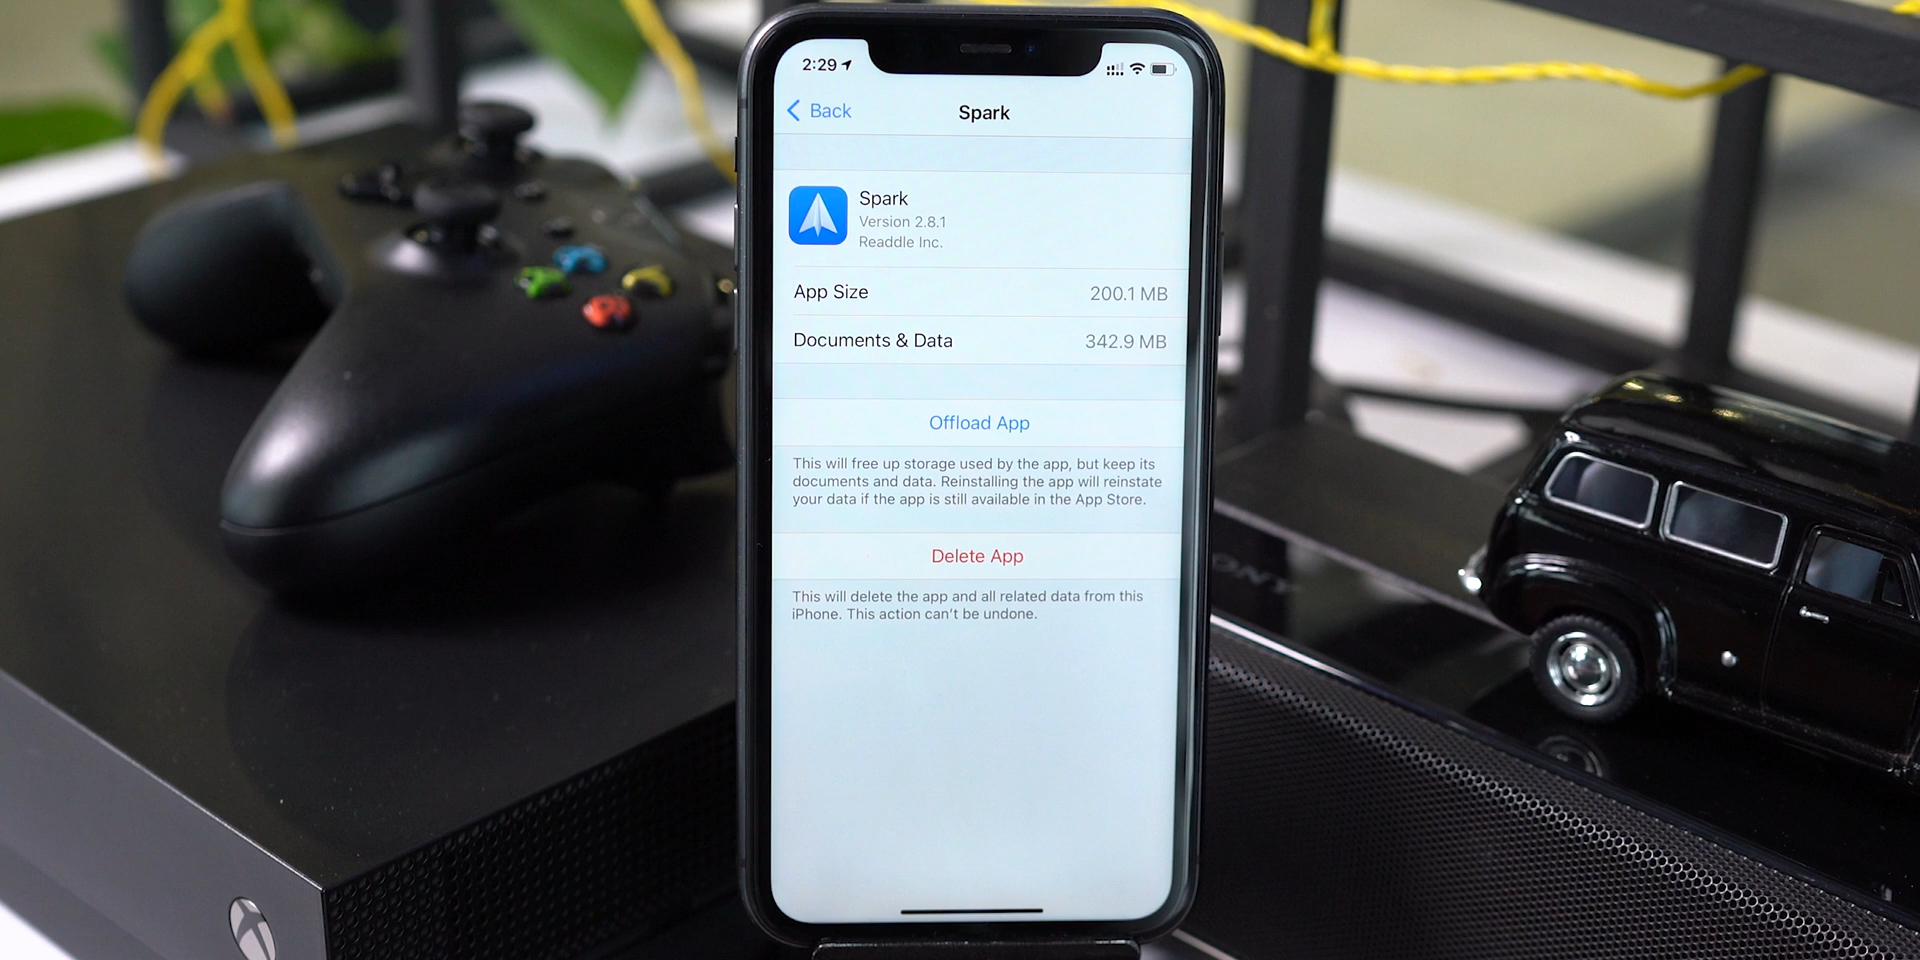 2:29
Back
Spark
Spark
Version 2.8.1
Readdle Inc.
App Size
200.1 MB
Documents & Data
342.9 MB
Offload App
This will free up storage used by the app, but keep its
documents and data. Reinstalling the app will reinstate
your data if the app is still available in the App Store.
Delete App
This will delete the app and all related data from this
iPhone. This action can’t be undone.
SONY